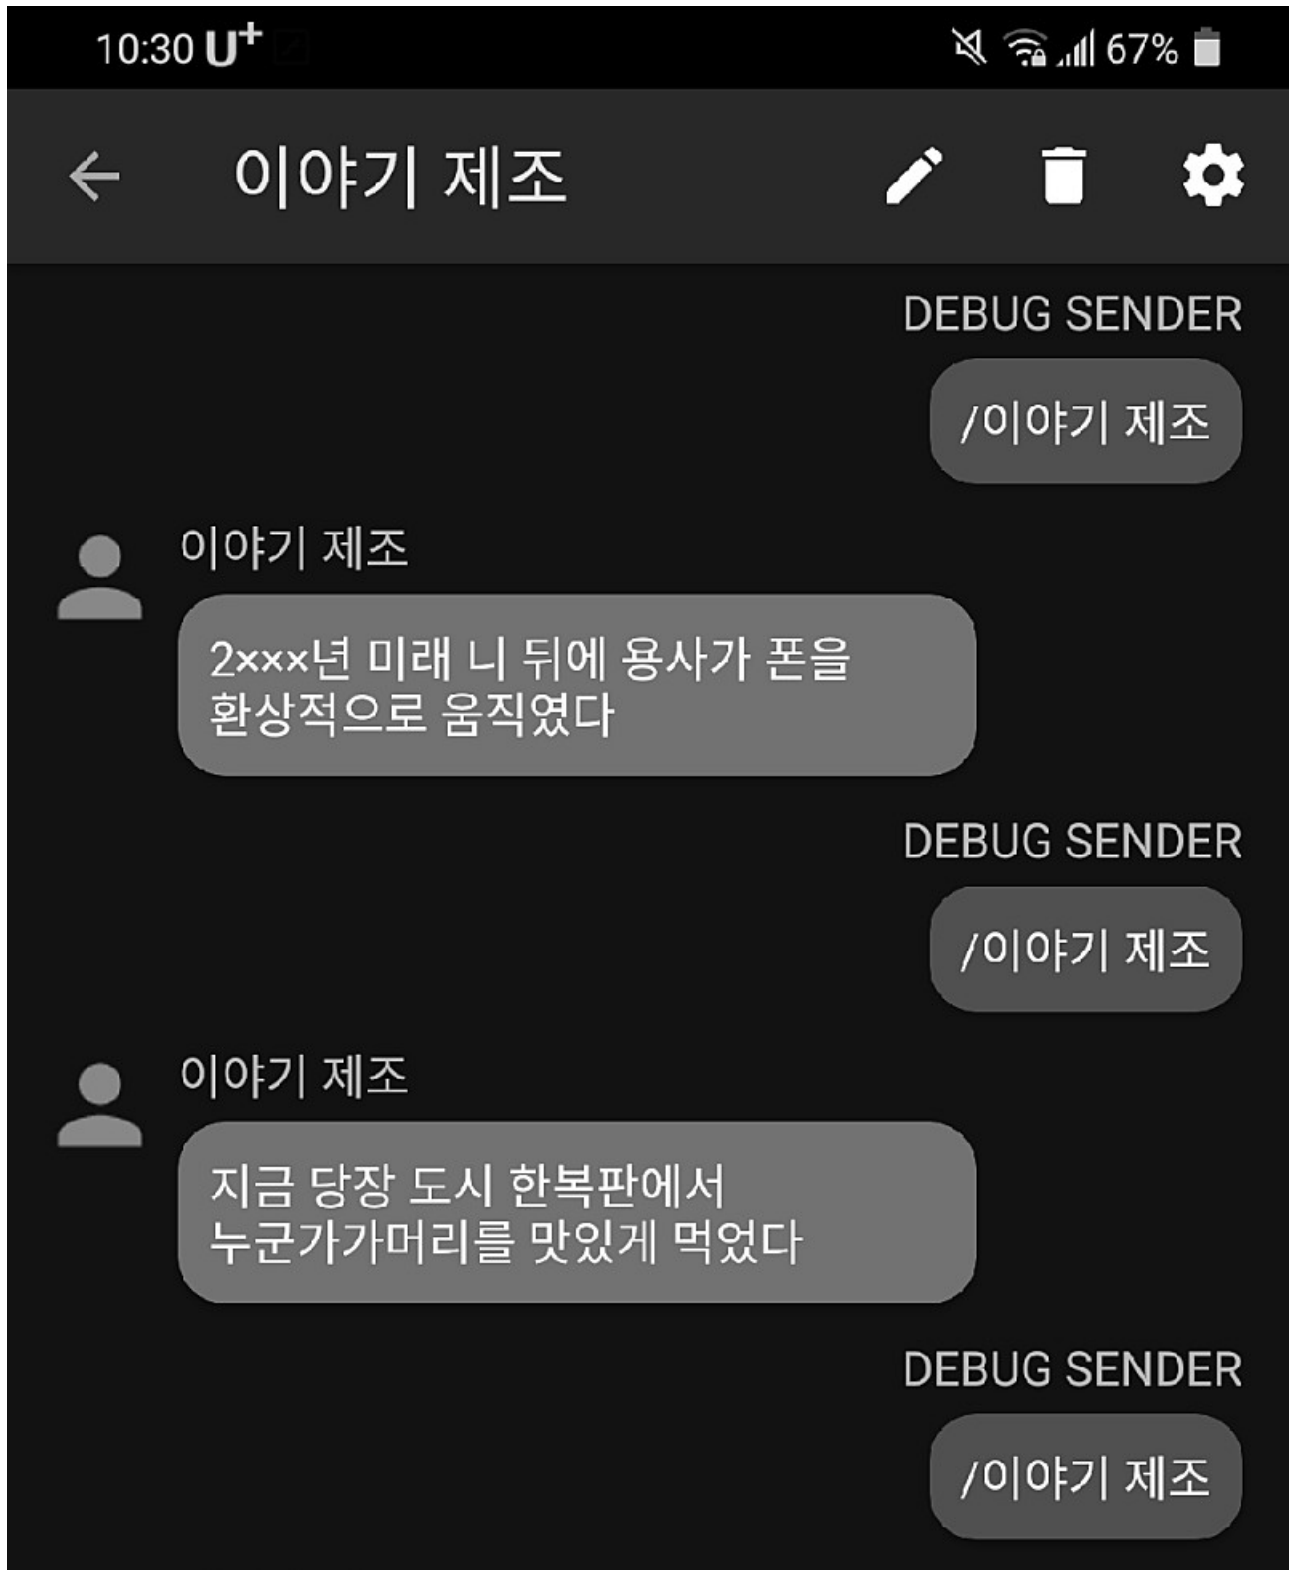 10:30 U+ 67%
이야기 제조
DEBUG SENDER
/이야기 제조
이야기 제조
2×××년 미래 니 뒤에 용사가 폰을
환상적으로 움직였다
DEBUG SENDER
/이야기 제조
이야기 제조
지금 당장 도시 한복판에서
누군가가머리를 맛있게 먹었다
DEBUG SENDER
/이야기 제조